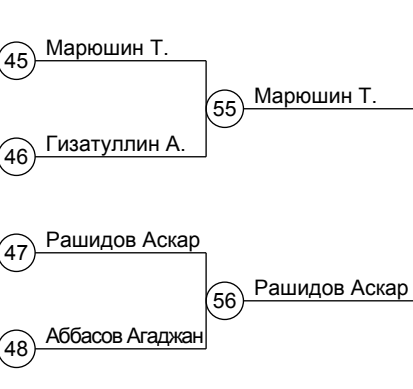 45 Марюшин Т.
55 Марюшин Т.
46 Гизатуллин А.
47 Рашидов Аскар
56 Рашидов Аскар
48 Аббасов Агаджан